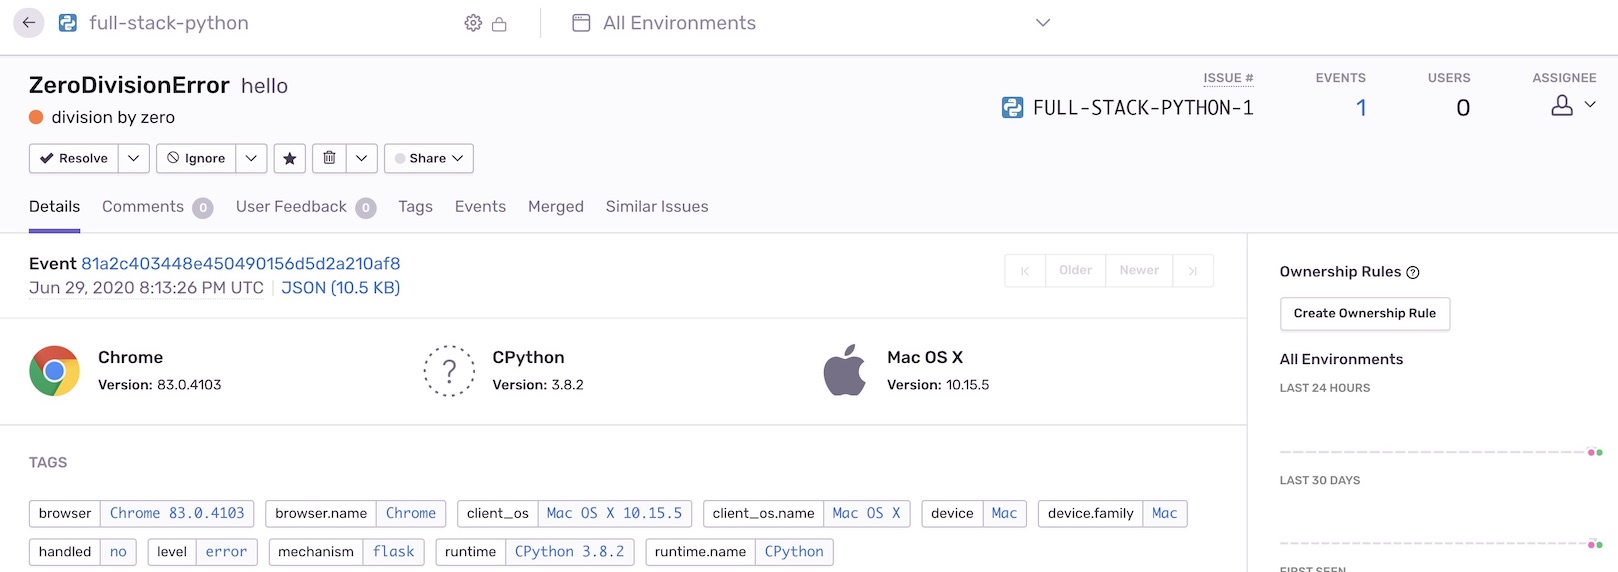 full-stack-python All Environments
ZeroDivisionError hello
division by zero
ISSUE # EVENTS USERS ASSIGNEE
FULL-STACK-PYTHON-1 1 0
Resolve Ignore Share
Details Comments 0 User Feedback 0 Tags Events Merged Similar Issues
Event 81a2c403448e450490156d5d2a210af8
Jun 29, 2020 8:13:26 PM UTC JSON (10.5 KB)
Older Newer
Chrome
Version: 83.0.4103
?
CPython
Version: 3.8.2
Mac OS X
Version: 10.15.5
TAGS
browser Chrome 83.0.4103 browser.name Chrome client_os Mac OS X 10.15.5 client_os.name Mac OS X device Mac device.family Mac
handled no level error mechanism flask runtime CPython 3.8.2 runtime.name CPython
Ownership Rules ?
Create Ownership Rule
All Environments
LAST 24 HOURS
LAST 30 DAYS
FIRST SEEN